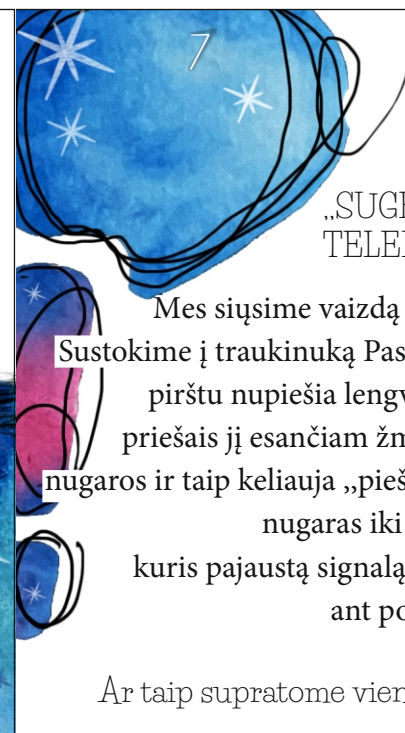 7
„SUG
TELE
Mes siųsime vaizdą
Sustokime į traukinuką Pas
pirštu nupiešia lengv
priešais jį esančiam žm
nugaros ir taip keliauja „pieš
nugaras iki
kuris pajaustą signalą
ant po
Ar taip supratome vien